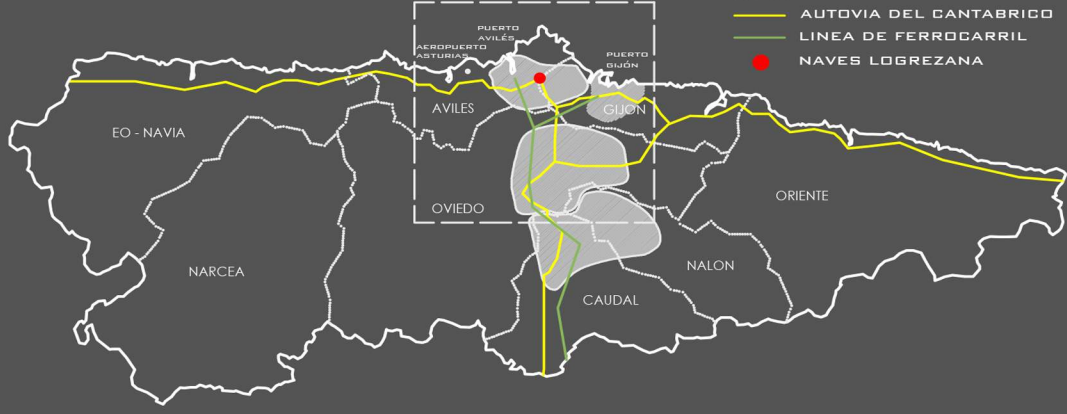 AUTOVIA DEL CANTABRICO
LINEA DE FERROCARRIL
NAVES LOGREZANA
PUERTO
AVILÉS
AEROPUERTO
ASTURIAS
PUERTO
GIJÓN
AVILES
GIJON
EO - NAVIA
ORIENTE
OVIEDO
NARCEA
NALON
CAUDAL